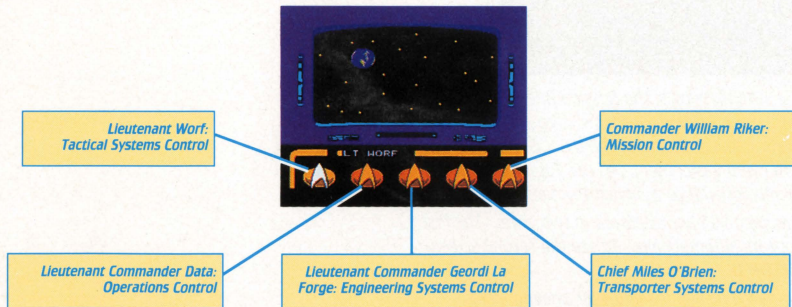 Lieutenant Worf:
Tactical Systems Control
Commander William Riker:
Mission Control
LT WORF
Lieutenant Commander Data:
Operations Control
Lieutenant Commander Geordi La
Forge: Engineering Systems Control
Chief Miles O'Brien:
Transporter Systems Control